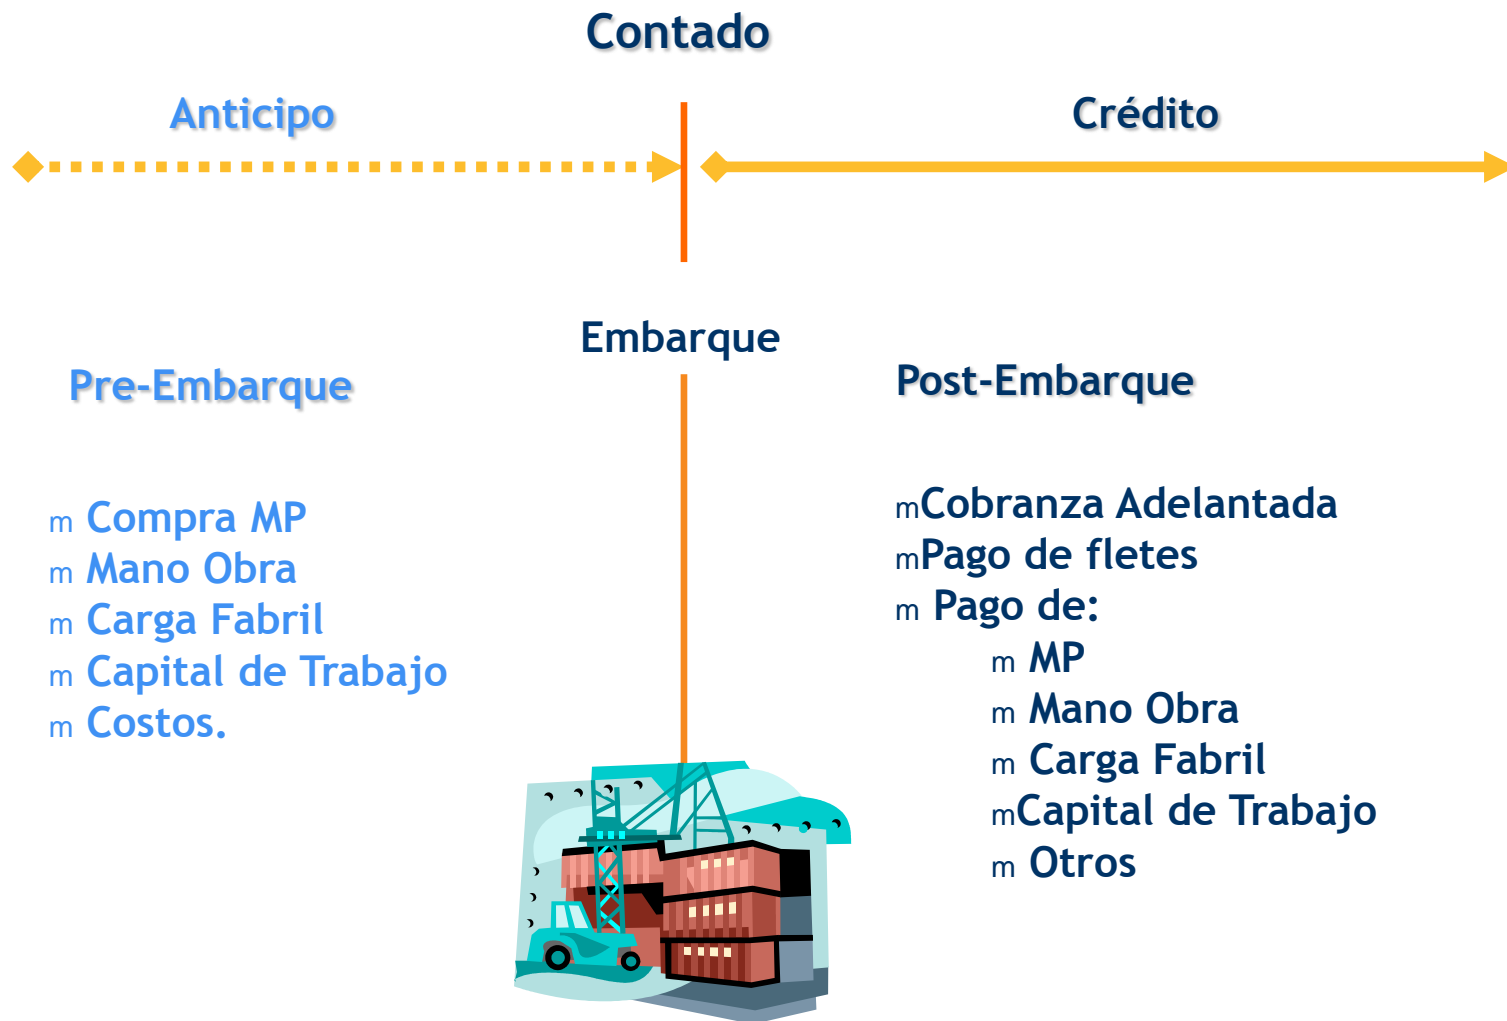 Contado
Anticipo
Crédito
Embarque
Pre-Embarque
m Compra MP
m Mano Obra
m Carga Fabril
m Capital de Trabajo
m Costos.
Post-Embarque
mCobranza Adelantada
mPago de fletes
m Pago de:
m MP
m Mano Obra
m Carga Fabril
mCapital de Trabajo
m Otros